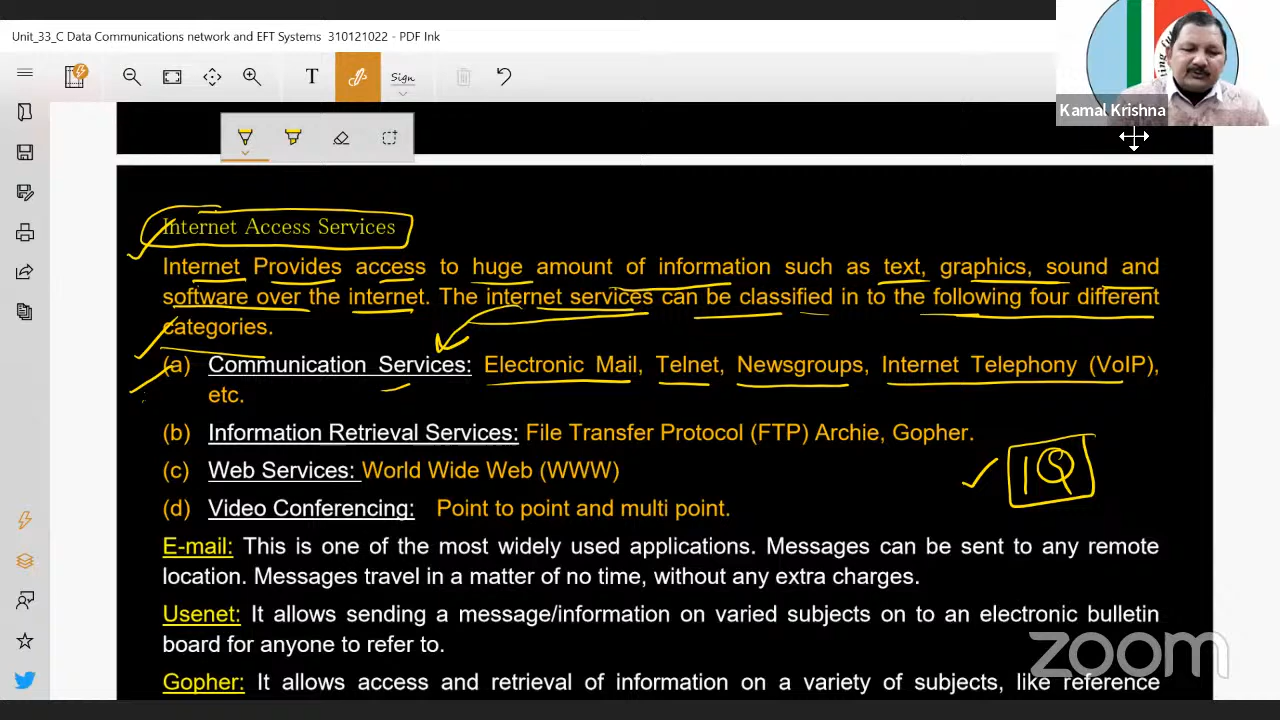 Unit_33_C Data Communications network and EFT Systems 310121022 - PDF Ink
T
Sign
Kamal Krishna
Internet Access Services
Internet Provides access to huge amount of information such as text, graphics, sound and
software over the internet. The internet services can be classified in to the following four different
categories.
(a) Communication Services: Electronic Mail, Telnet, Newsgroups, Internet Telephony (VoIP),
etc.
(b) Information Retrieval Services: File Transfer Protocol (FTP) Archie, Gopher.
(c) Web Services: World Wide Web (WWW)
1Q
(d) Video Conferencing: Point to point and multi point.
E-mail: This is one of the most widely used applications. Messages can be sent to any remote
location. Messages travel in a matter of no time, without any extra charges.
Usenet: It allows sending a message/information on varied subjects on to an electronic bulletin
board for anyone to refer to.
zoom
Gopher: It allows access and retrieval of information on a variety of subjects, like reference